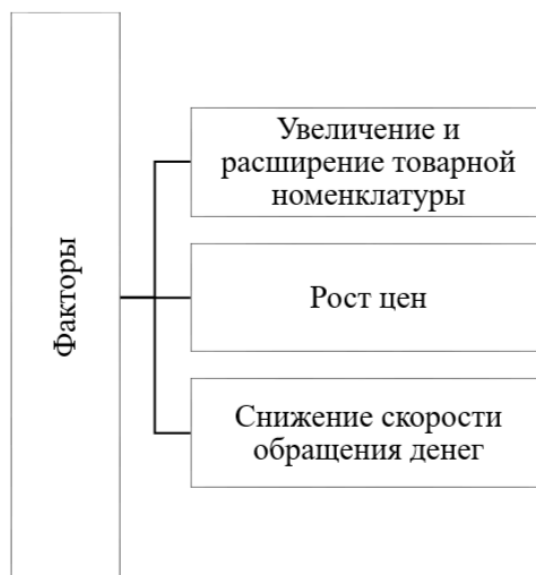 Факторы
Увеличение и
расширение товарной
номенклатуры
Рост цен
Снижение скорости
обращения денег